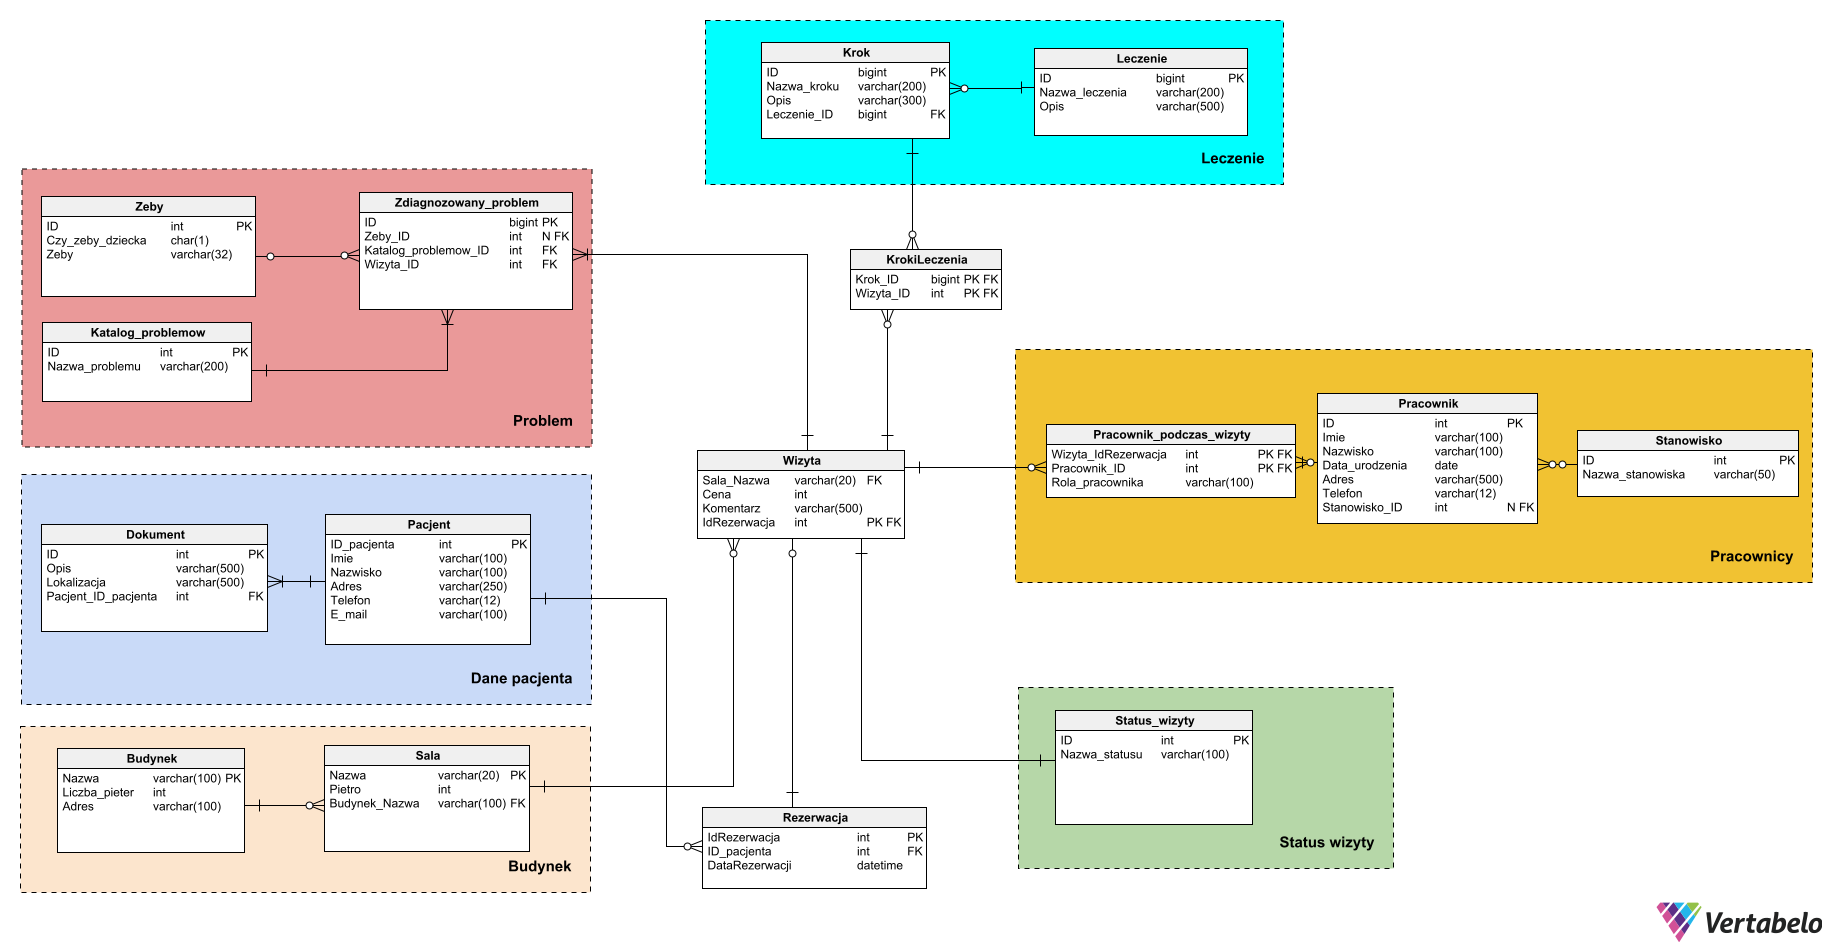 Krok
ID bigint PK
Nazwa_kroku varchar(200)
Opis varchar(300)
Leczenie_ID bigint FK
Leczenie
ID bigint PK
Nazwa_leczenia varchar(200)
Opis varchar(500)
Leczenie
Zeby
ID int PK
Czy_zeby_dziecka char(1)
Zeby varchar(32)
Zdiagnozowany_problem
ID bigint PK
Zeby_ID int N FK
Katalog_problemow_ID int FK
Wizyta_ID int FK
Katalog_problemow
ID int PK
Nazwa_problemu varchar(200)
Problem
KrokiLeczenia
Krok_ID bigint PK FK
Wizyta_ID int PK FK
Pracownik_podczas_wizyty
Wizyta_IdRezerwacja int PK FK
Pracownik_ID int PK FK
Rola_pracownika varchar(100)
Pracownik
ID int PK
Imie varchar(100)
Nazwisko varchar(100)
Data_urodzenia date
Adres varchar(500)
Telefon varchar(12)
Stanowisko_ID int N FK
Stanowisko
ID int PK
Nazwa_stanowiska varchar(50)
Pracownicy
Wizyta
Sala_Nazwa varchar(20) FK
Cena int
Komentarz varchar(500)
IdRezerwacja int PK FK
Dokument
ID int PK
Opis varchar(500)
Lokalizacja varchar(500)
Pacjent_ID_pacjenta int FK
Pacjent
ID_pacjenta int PK
Imie varchar(100)
Nazwisko varchar(100)
Adres varchar(250)
Telefon varchar(12)
E_mail varchar(100)
Dane pacjenta
Budynek
Nazwa varchar(100) PK
Liczba_pieter int
Adres varchar(100)
Sala
Nazwa varchar(20) PK
Pietro int
Budynek_Nazwa varchar(100) FK
Budynek
Rezerwacja
IdRezerwacja int PK
ID_pacjenta int FK
DataRezerwacji datetime
Status_wizyty
ID int PK
Nazwa_statusu varchar(100)
Status wizyty
Vertabelo